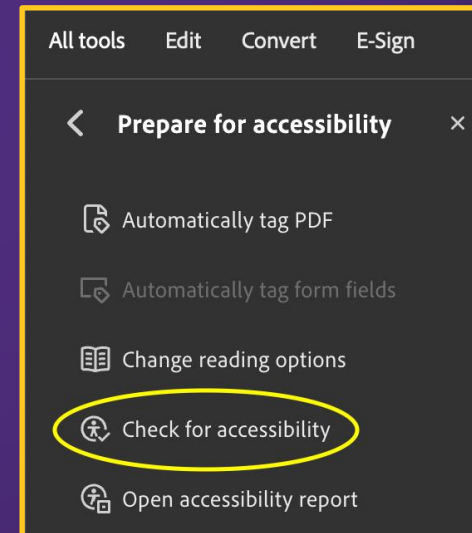 All tools Edit Convert E-Sign
Prepare for accessibility
Automatically tag PDF
Automatically tag form fields
Change reading options
Check for accessibility
Open accessibility report